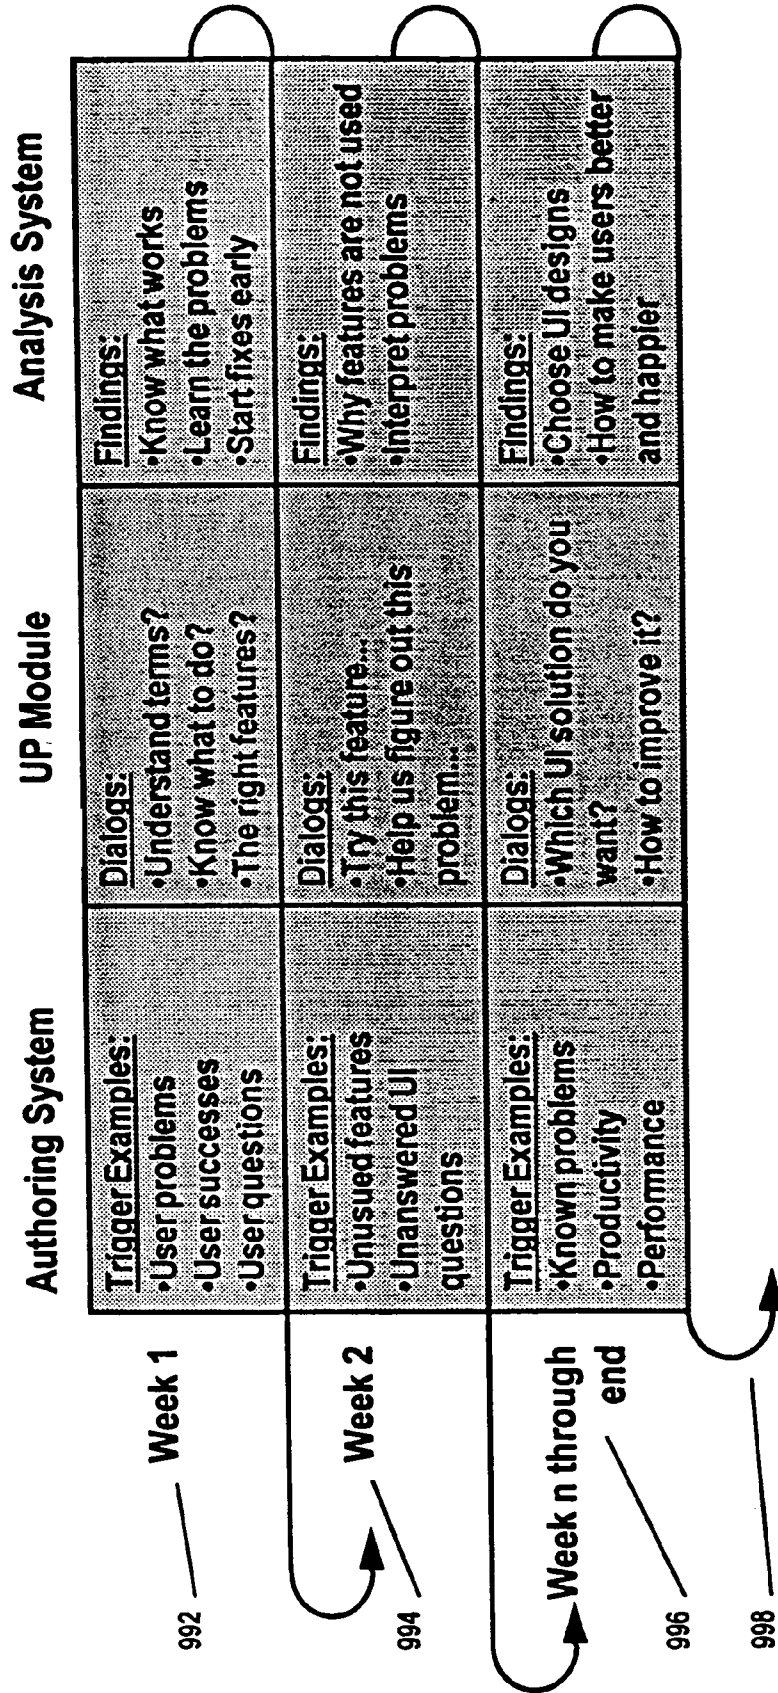 Authoring System
UP Module
Analysis System
Week 1
Trigger Examples:
•User problems
•User successes
•User questions
Dialogs:
•Understand terms?
•Know what to do?
•The right features?
Findings:
•Know what works
•Learn the problems
•Start fixes early
Week 2
Trigger Examples:
•Unusued features
•Unanswered UI
questions
Dialogs:
•Try this feature...
•Help us figure out this
problem...
Findings:
•Why features are not used
•Interpret problems
Week n through
end
Trigger Examples:
•Known problems
•Productivity
•Performance
Dialogs:
•Which UI solution do you
want?
•How to improve it?
Findings:
•Choose UI designs
•How to make users better
and happier
992
994
996
998